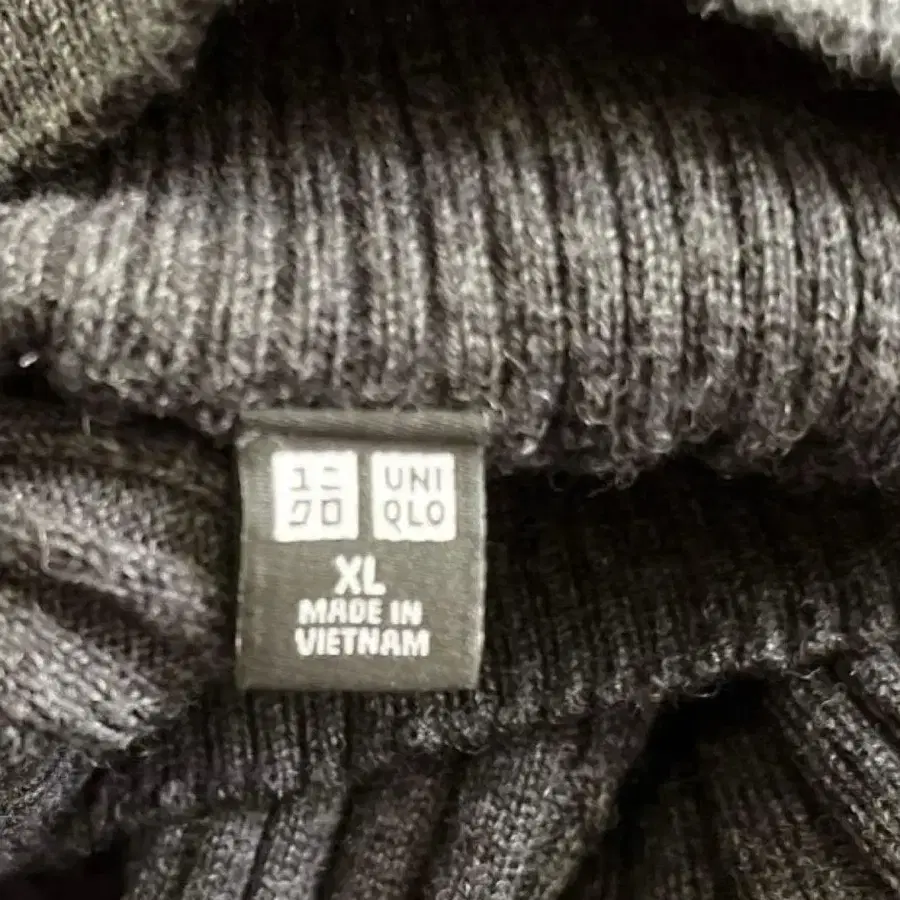 ユニ UNI
クロ QLO
XL
MADE IN
VIETNAM